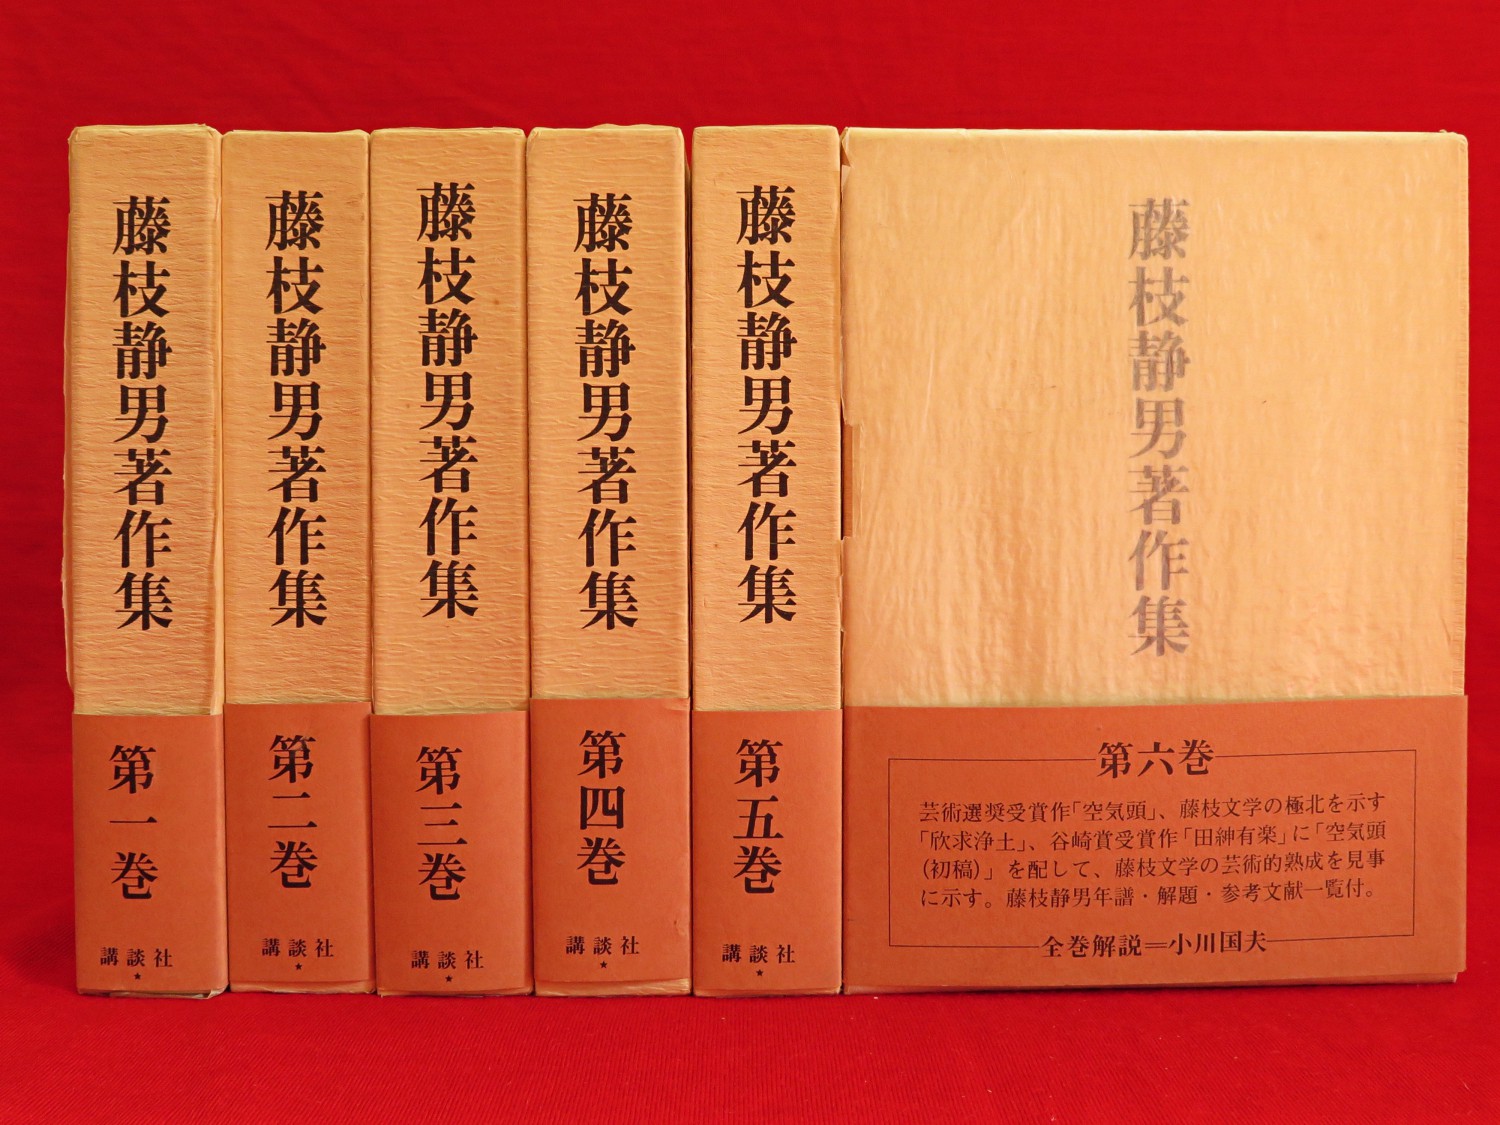 藤枝静男著作集
第一巻
講談社
藤枝静男著作集
第二巻
講談社
藤枝静男著作集
第三巻
講談社
藤枝静男著作集
第四巻
講談社
藤枝静男著作集
第五巻
講談社
藤枝静男著作集
第六巻
芸術選奨受賞作「空気頭」、藤枝文学の極北を示す
「欣求浄土」、谷崎賞受賞作「田紳有楽」に「空気頭
(初稿)」を配して、藤枝文学の芸術的熟成を見事
に示す。藤枝静男年譜・解題・参考文献一覧付。
全巻解説＝小川国夫